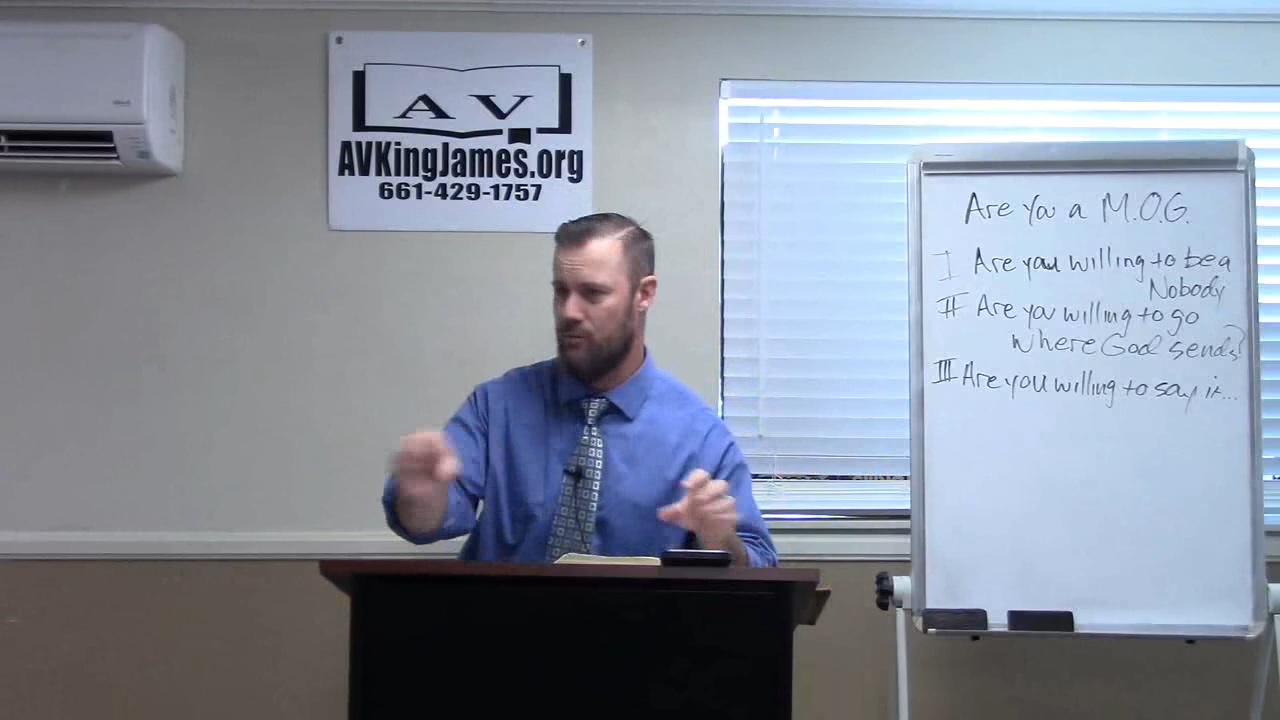 A V
AVKingJames.org
661-429-1757
Are You a M.O.G.
I Are you willing to be a
Nobody
II Are you willing to go
where God sends?
III Are you willing to say it...